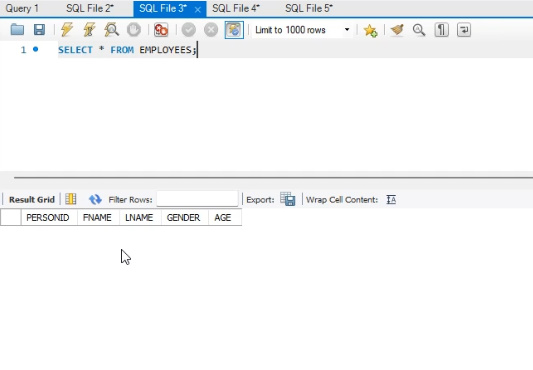 Query 1 SQL File 2* SQL File 3* SQL File 4* SQL File 5*
Limit to 1000 rows
1 SELECT * FROM EMPLOYEES;
Result Grid Filter Rows: Export: Wrap Cell Content:
PERSONID FNAME LNAME GENDER AGE